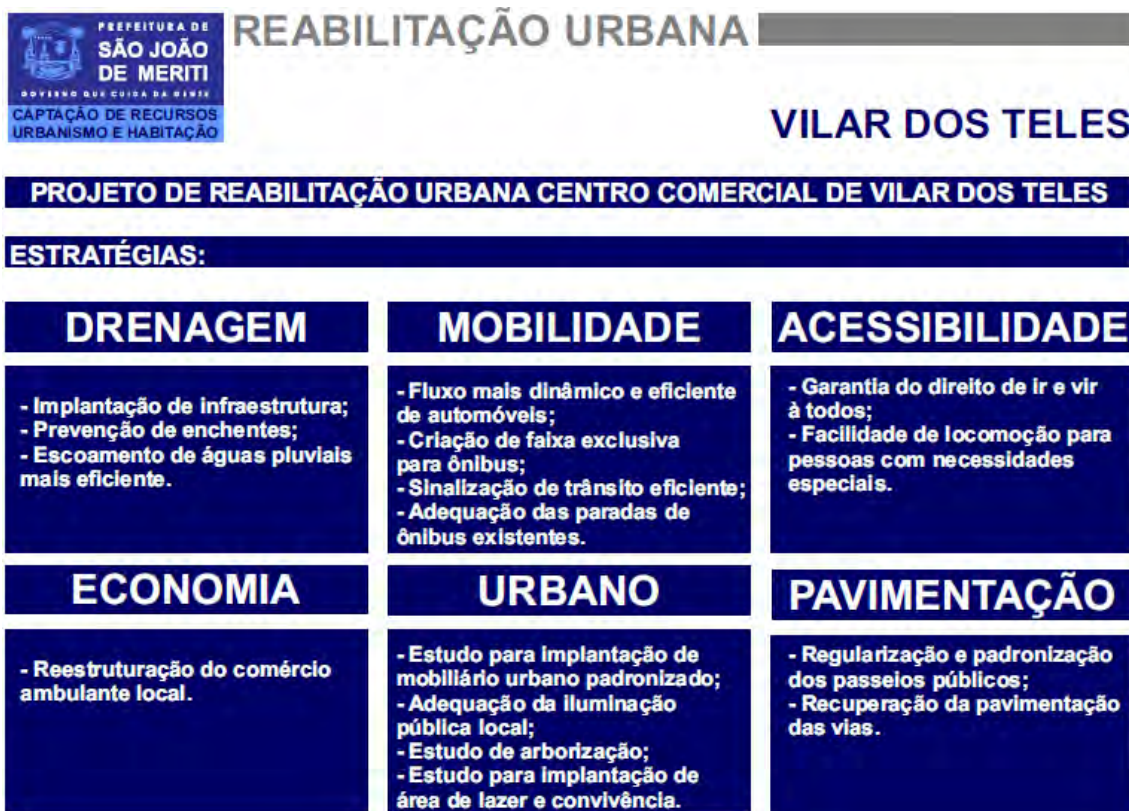 PREFEITURA DE
SÃO JOÃO
DE MERITI
GOVERNO QUE CUIDA DA GENTE
CAPTAÇÃO DE RECURSOS
URBANISMO E HABITAÇÃO
REABILITAÇÃO URBANA
VILAR DOS TELES
PROJETO DE REABILITAÇÃO URBANA CENTRO COMERCIAL DE VILAR DOS TELES
ESTRATÉGIAS:
DRENAGEM
- Implantação de infraestrutura;
- Prevenção de enchentes;
- Escoamento de águas pluviais
mais eficiente.
MOBILIDADE
- Fluxo mais dinâmico e eficiente
de automóveis;
- Criação de faixa exclusiva
para ônibus;
- Sinalização de trânsito eficiente;
- Adequação das paradas de
ônibus existentes.
ACESSIBILIDADE
- Garantia do direito de ir e vir
à todos;
- Facilidade de locomoção para
pessoas com necessidades
especiais.
ECONOMIA
- Reestruturação do comércio
ambulante local.
URBANO
- Estudo para implantação de
mobiliário urbano padronizado;
- Adequação da iluminação
pública local;
- Estudo de arborização;
- Estudo para implantação de
área de lazer e convivência.
PAVIMENTAÇÃO
- Regularização e padronização
dos passeios públicos;
- Recuperação da pavimentação
das vias.